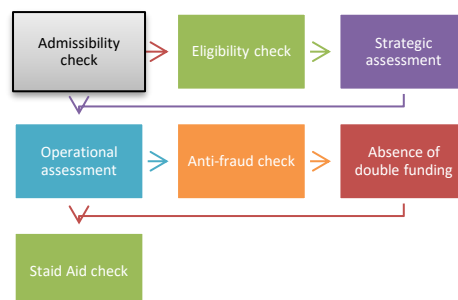 Admissibility
check
Eligibility check
Strategic
assessment
Operational
assessment
Anti-fraud check
Absence of
double funding
Staid Aid check